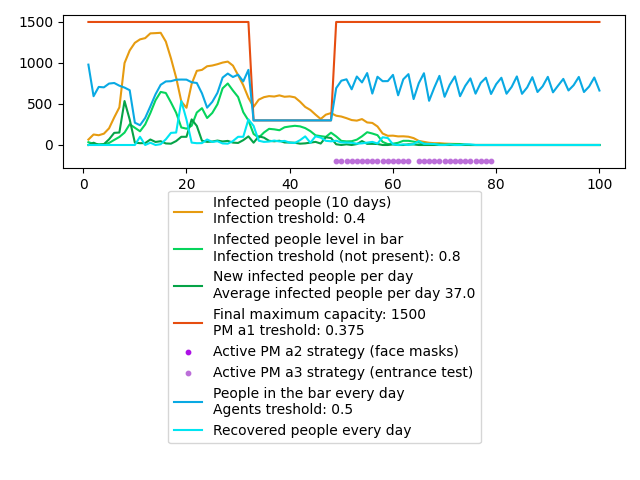 1500
1000
500
0
0 20 40 60 80 100
Infected people (10 days)
Infection treshold: 0.4
Infected people level in bar
Infection treshold (not present): 0.8
New infected people per day
Average infected people per day 37.0
Final maximum capacity: 1500
PM a1 treshold: 0.375
Active PM a2 strategy (face masks)
Active PM a3 strategy (entrance test)
People in the bar every day
Agents treshold: 0.5
Recovered people every day